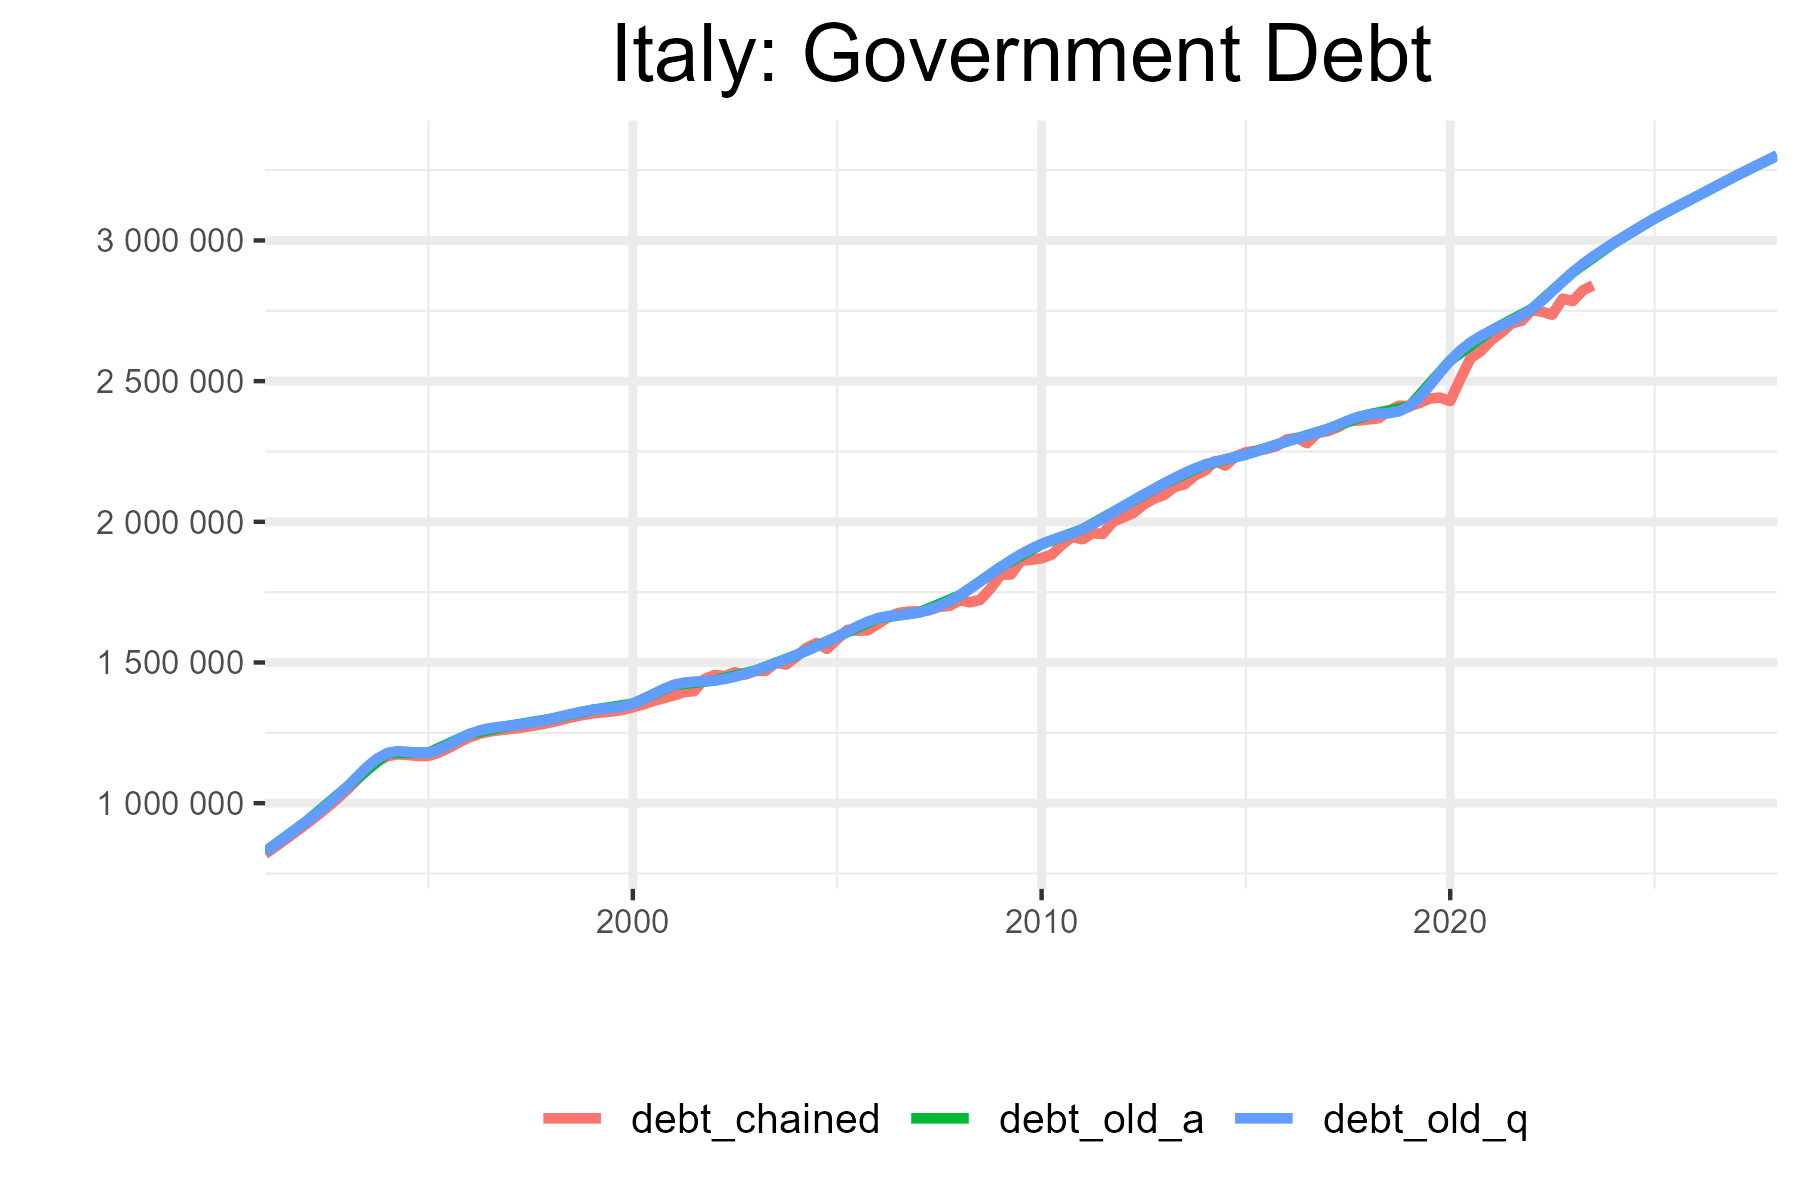 Italy: Government Debt
3 000 000
2 500 000
2 000 000
1 500 000
1 000 000
2000 2010 2020
debt_chained debt_old_a debt_old_q